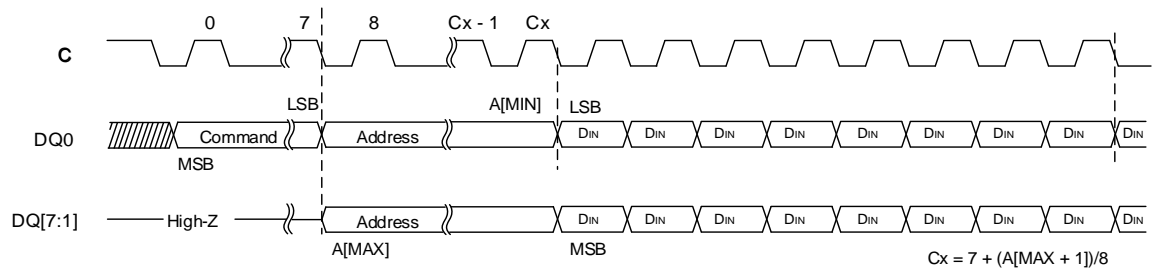 0 7 8 Cx - 1 Cx
C
LSB A[MIN] LSB
DQ0 Command Address DIN DIN DIN DIN DIN DIN DIN DIN DIN
MSB
DQ[7:1] High-Z Address DIN DIN DIN DIN DIN DIN DIN DIN DIN
A[MAX] MSB
Cx = 7 + (A[MAX + 1])/8